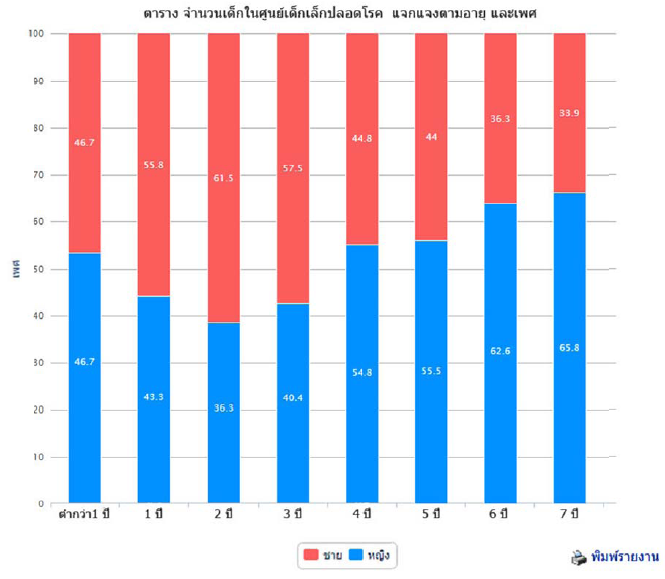 ตาราง จำนวนเด็กในศูนย์เด็กเล็กปลอดโรค แจกแจงตามอายุ และเพศ
100
90
80
70
60
50
40
30
20
10
0
เพศ
46.7 55.8 61.5 57.5 44.8 44 36.3 33.9
46.7 43.3 36.3 40.4 54.8 55.5 62.6 65.8
ต่ำกว่า1 ปี 1 ปี 2 ปี 3 ปี 4 ปี 5 ปี 6 ปี 7 ปี
ชาย หญิง
พิมพ์รายงาน